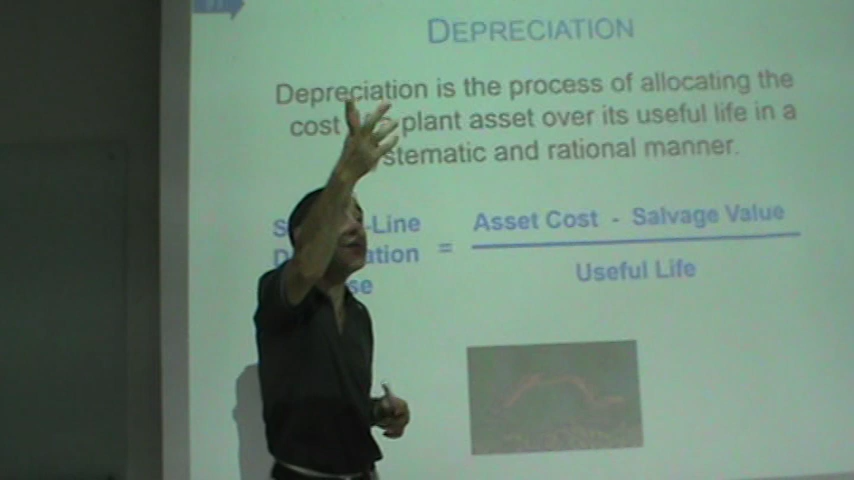 DEPRECIATION
Depreciation is the process of allocating the
cost plant asset over its useful life in a
stematic and rational manner.
S -Line
D ation = Asset Cost - Salvage Value
se Useful Life